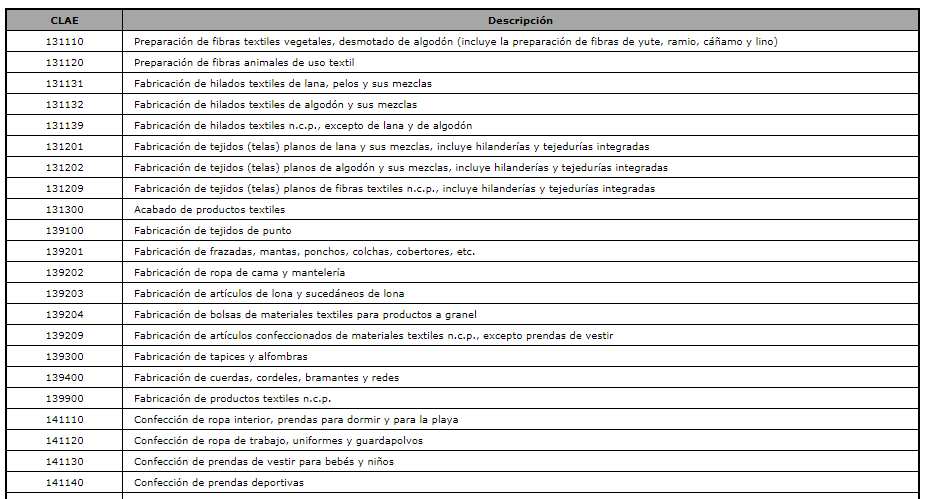 CLAE Descripción
131110 Preparación de fibras textiles vegetales, desmotado de algodón (incluye la preparación de fibras de yute, ramio, cáñamo y lino)
131120 Preparación de fibras animales de uso textil
131131 Fabricación de hilados textiles de lana, pelos y sus mezclas
131132 Fabricación de hilados textiles de algodón y sus mezclas
131139 Fabricación de hilados textiles n.c.p., excepto de lana y de algodón
131201 Fabricación de tejidos (telas) planos de lana y sus mezclas, incluye hilanderías y tejedurías integradas
131202 Fabricación de tejidos (telas) planos de algodón y sus mezclas, incluye hilanderías y tejedurías integradas
131209 Fabricación de tejidos (telas) planos de fibras textiles n.c.p., incluye hilanderías y tejedurías integradas
131300 Acabado de productos textiles
139100 Fabricación de tejidos de punto
139201 Fabricación de frazadas, mantas, ponchos, colchas, cobertores, etc.
139202 Fabricación de ropa de cama y mantelería
139203 Fabricación de artículos de lona y sucedáneos de lona
139204 Fabricación de bolsas de materiales textiles para productos a granel
139209 Fabricación de artículos confeccionados de materiales textiles n.c.p., excepto prendas de vestir
139300 Fabricación de tapices y alfombras
139400 Fabricación de cuerdas, cordeles, bramantes y redes
139900 Fabricación de productos textiles n.c.p.
141110 Confección de ropa interior, prendas para dormir y para la playa
141120 Confección de ropa de trabajo, uniformes y guardapolvos
141130 Confección de prendas de vestir para bebés y niños
141140 Confección de prendas deportivas